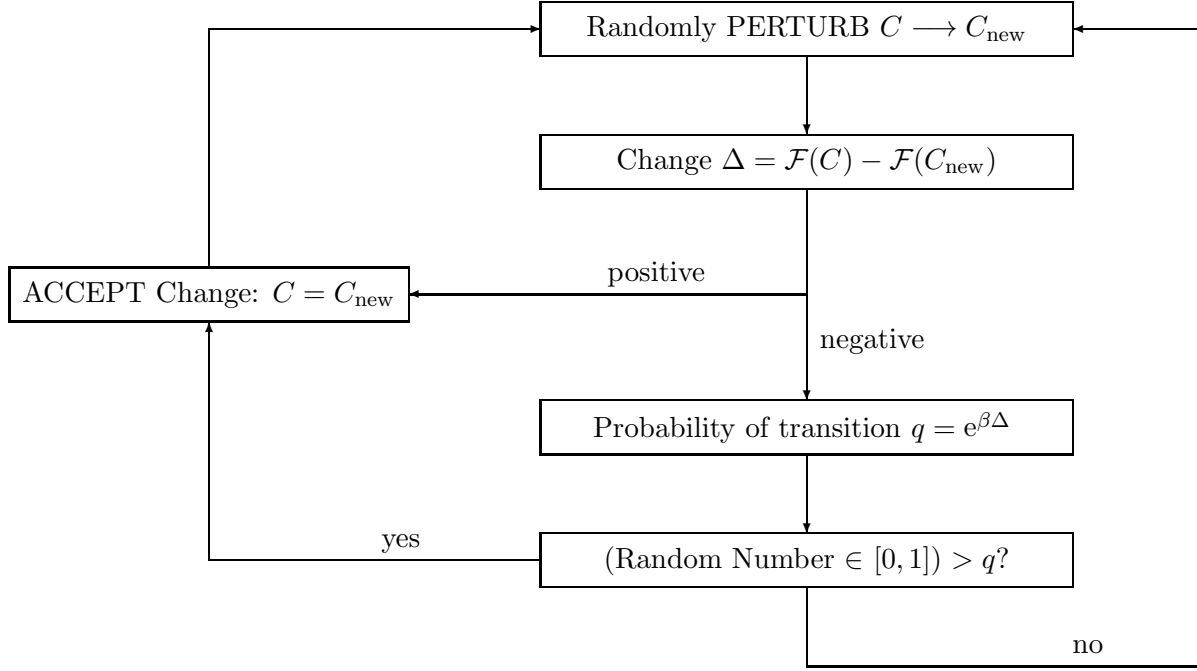 Randomly PERTURB C ⟶ C_new
Change Δ = ℱ(C) − ℱ(C_new)
positive
ACCEPT Change: C = C_new
negative
Probability of transition q = e^{βΔ}
yes
(Random Number ∈ [0, 1]) > q?
no